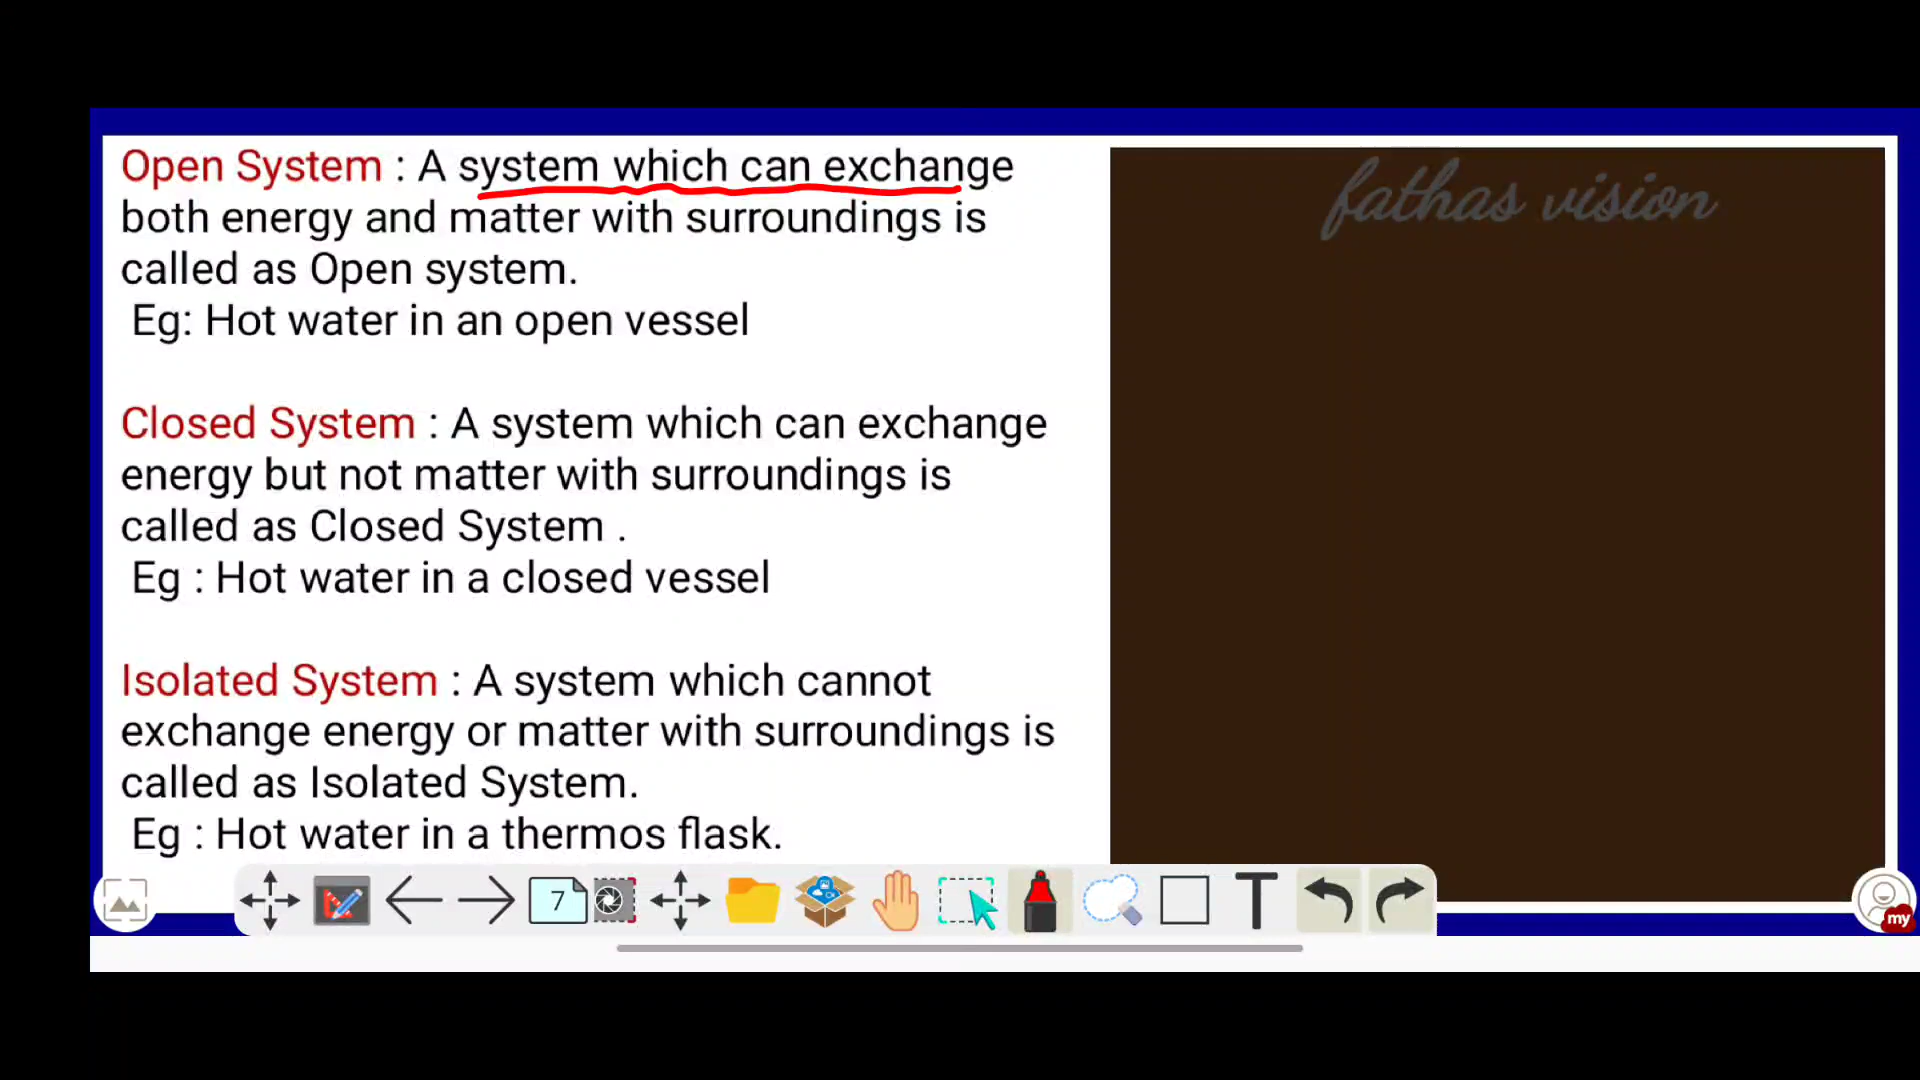 Open System : A system which can exchange
both energy and matter with surroundings is
called as Open system.
Eg: Hot water in an open vessel
Closed System : A system which can exchange
energy but not matter with surroundings is
called as Closed System .
Eg : Hot water in a closed vessel
Isolated System : A system which cannot
exchange energy or matter with surroundings is
called as Isolated System.
Eg : Hot water in a thermos flask.
fathas vision
7
T
my